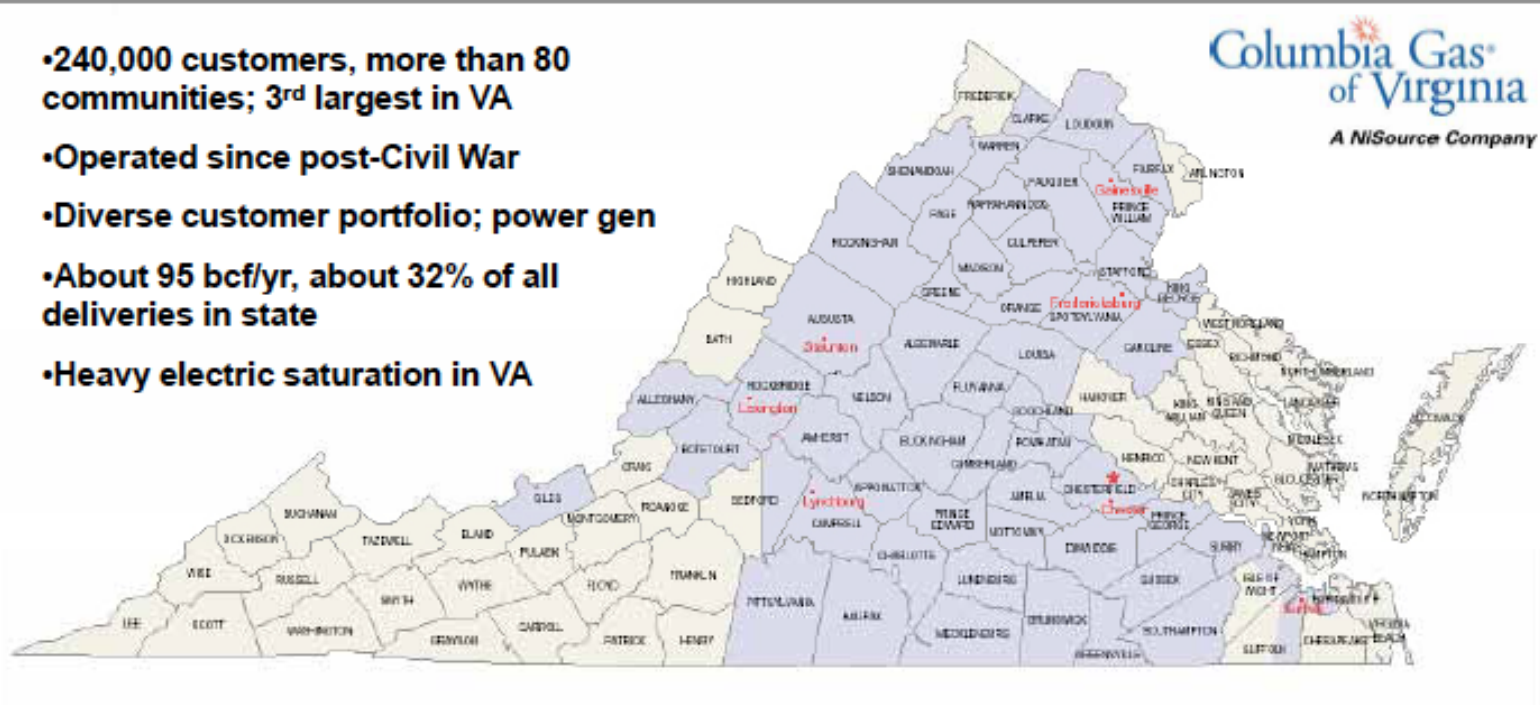 •240,000 customers, more than 80
communities; 3rd largest in VA
•Operated since post-Civil War
•Diverse customer portfolio; power gen
•About 95 bcf/yr, about 32% of all
deliveries in state
•Heavy electric saturation in VA
Columbia Gas®
of Virginia
A NiSource Company
FREDERICK
CLARKE
LOUDOUN
WARREN
SHENANDOAH
FAUQUIER
FAIRFAX
ARLINGTON
Gainesville
PAGE
RAPPAHANNOCK
PRINCE
WILLIAM
ROCKINGHAM
CULPEPER
MADISON
STAFFORD
HIGHLAND
GREENE
KING
GEORGE
ORANGE
Fredericksburg
SPOTSYLVANIA
AUGUSTA
WESTMORELAND
BATH
Staunton
ALBEMARLE
LOUISA
CAROLINE
ESSEX
RICHMOND
NORTHUMBERLAND
ROCKBRIDGE
ALLEGHANY
Lexington
NELSON
FLUVANNA
GOOCHLAND
HANOVER
KING
WILLIAM
KING AND
QUEEN
LANCASTER
ACCOMACK
AMHERST
BUCKINGHAM
POWHATAN
MIDDLESEX
BOTETOURT
CRAIG
CUMBERLAND
HENRICO
NEW KENT
MATHEWS
GLOUCESTER
GILES
BEDFORD
Lynchburg
APPOMATTOX
AMELIA
CHESTERFIELD
CHARLES
CITY
JAMES
CITY
NORTHAMPTON
ROANOKE
MONTGOMERY
CAMPBELL
PRINCE
EDWARD
Chester
PRINCE
GEORGE
BUCHANAN
DICKENSON
TAZEWELL
BLAND
PULASKI
NOTTOWAY
DINWIDDIE
SURRY
YORK
NEWPORT
NEWS
HAMPTON
CHARLOTTE
WISE
RUSSELL
WYTHE
FLOYD
FRANKLIN
LUNENBURG
SUSSEX
ISLE OF
WIGHT
SMYTH
PITTSYLVANIA
HALIFAX
BRUNSWICK
LEE
SCOTT
WASHINGTON
GRAYSON
CARROLL
PATRICK
HENRY
MECKLENBURG
GREENSVILLE
SOUTHAMPTON
SUFFOLK
CHESAPEAKE
VIRGINIA
BEACH